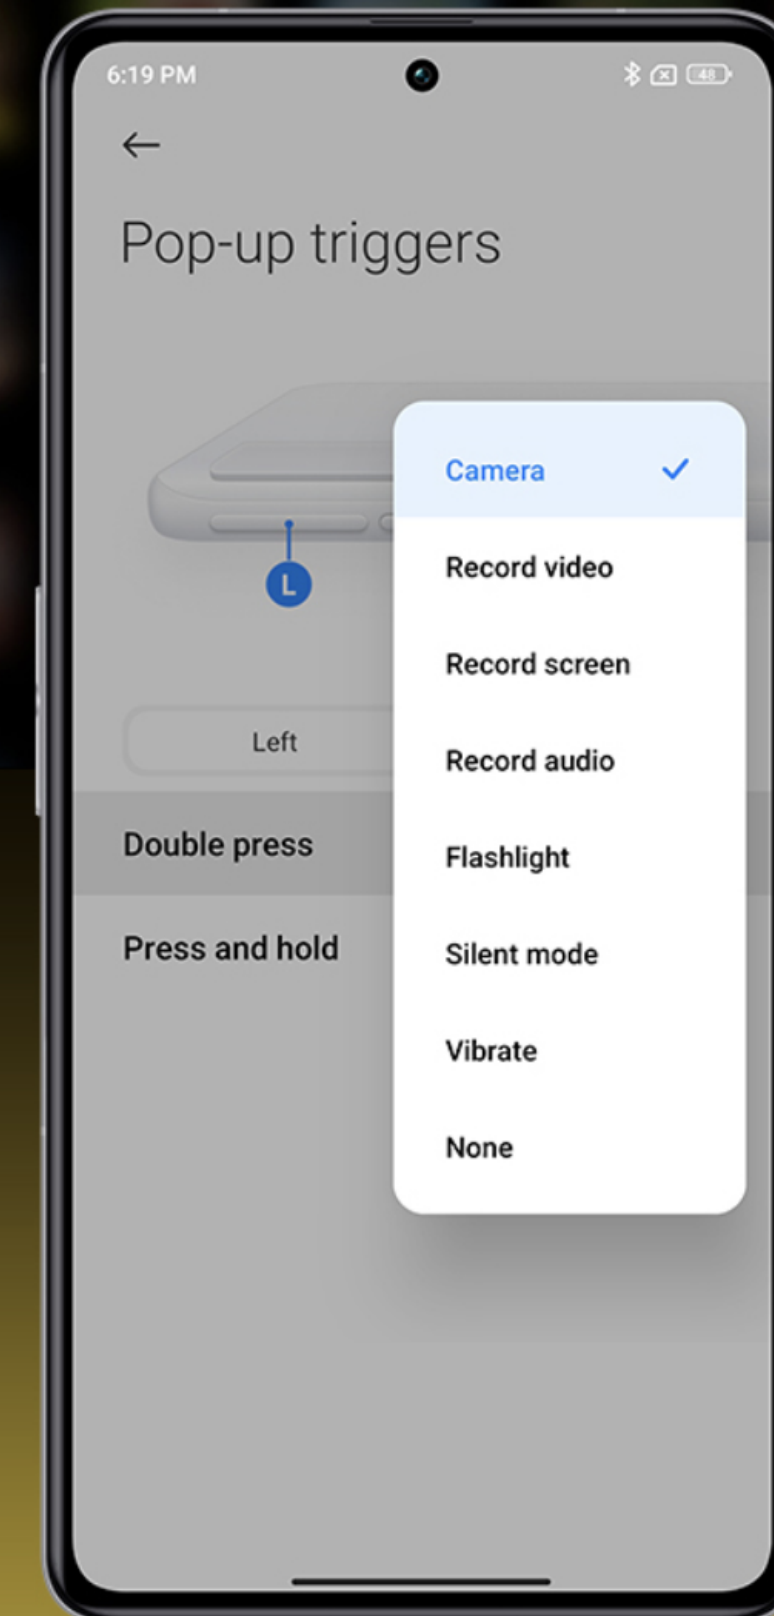 6:19 PM
48
Pop-up triggers
Camera
Record video
L
Record screen
Left
Record audio
Double press
Flashlight
Press and hold
Silent mode
Vibrate
None